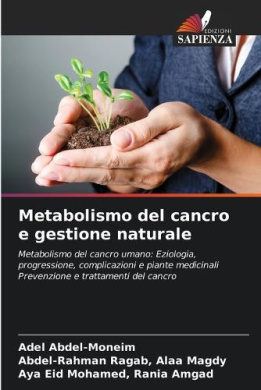 EDIZIONI
SAPIENZA
Metabolismo del cancro
e gestione naturale
Metabolismo del cancro umano: Eziologia,
progressione, complicazioni e piante medicinali
Prevenzione e trattamenti del cancro
Adel Abdel-Moneim
Abdel-Rahman Ragab, Alaa Magdy
Aya Eid Mohamed, Rania Amgad